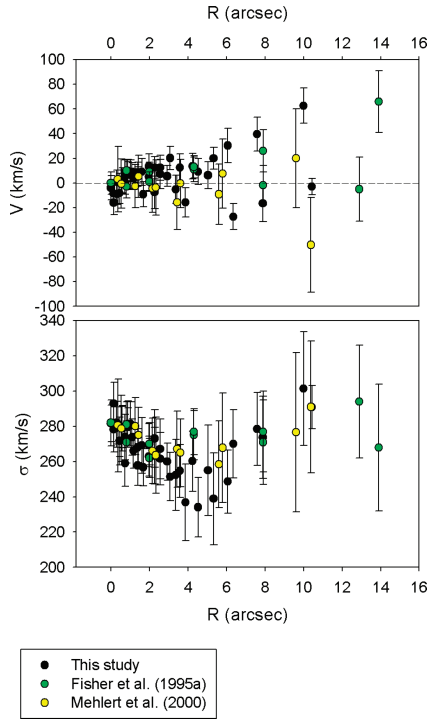 R (arcsec)
0 2 4 6 8 10 12 14 16
100
80
60
40
20
0
-20
-40
-60
-80
-100
V (km/s)
340
320
300
280
260
240
220
200
σ (km/s)
0 2 4 6 8 10 12 14 16
R (arcsec)
This study
Fisher et al. (1995a)
Mehlert et al. (2000)